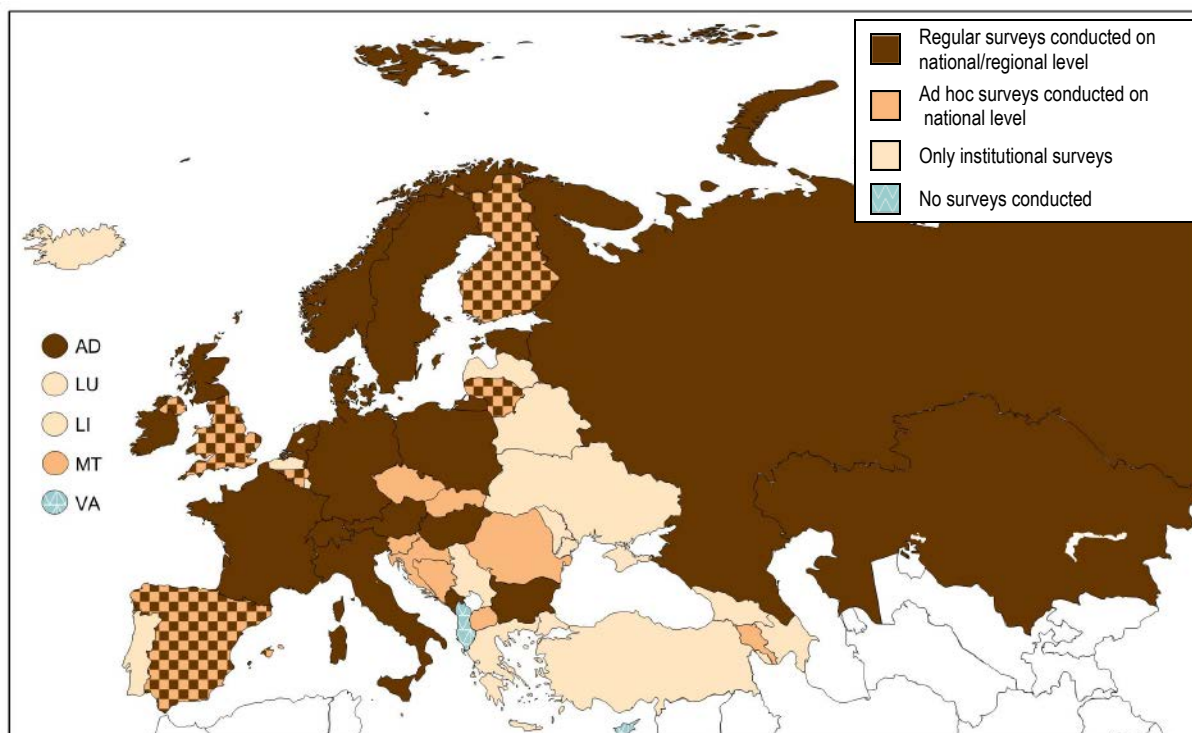 Regular surveys conducted on
national/regional level
Ad hoc surveys conducted on
national level
Only institutional surveys
No surveys conducted
AD
LU
LI
MT
VA